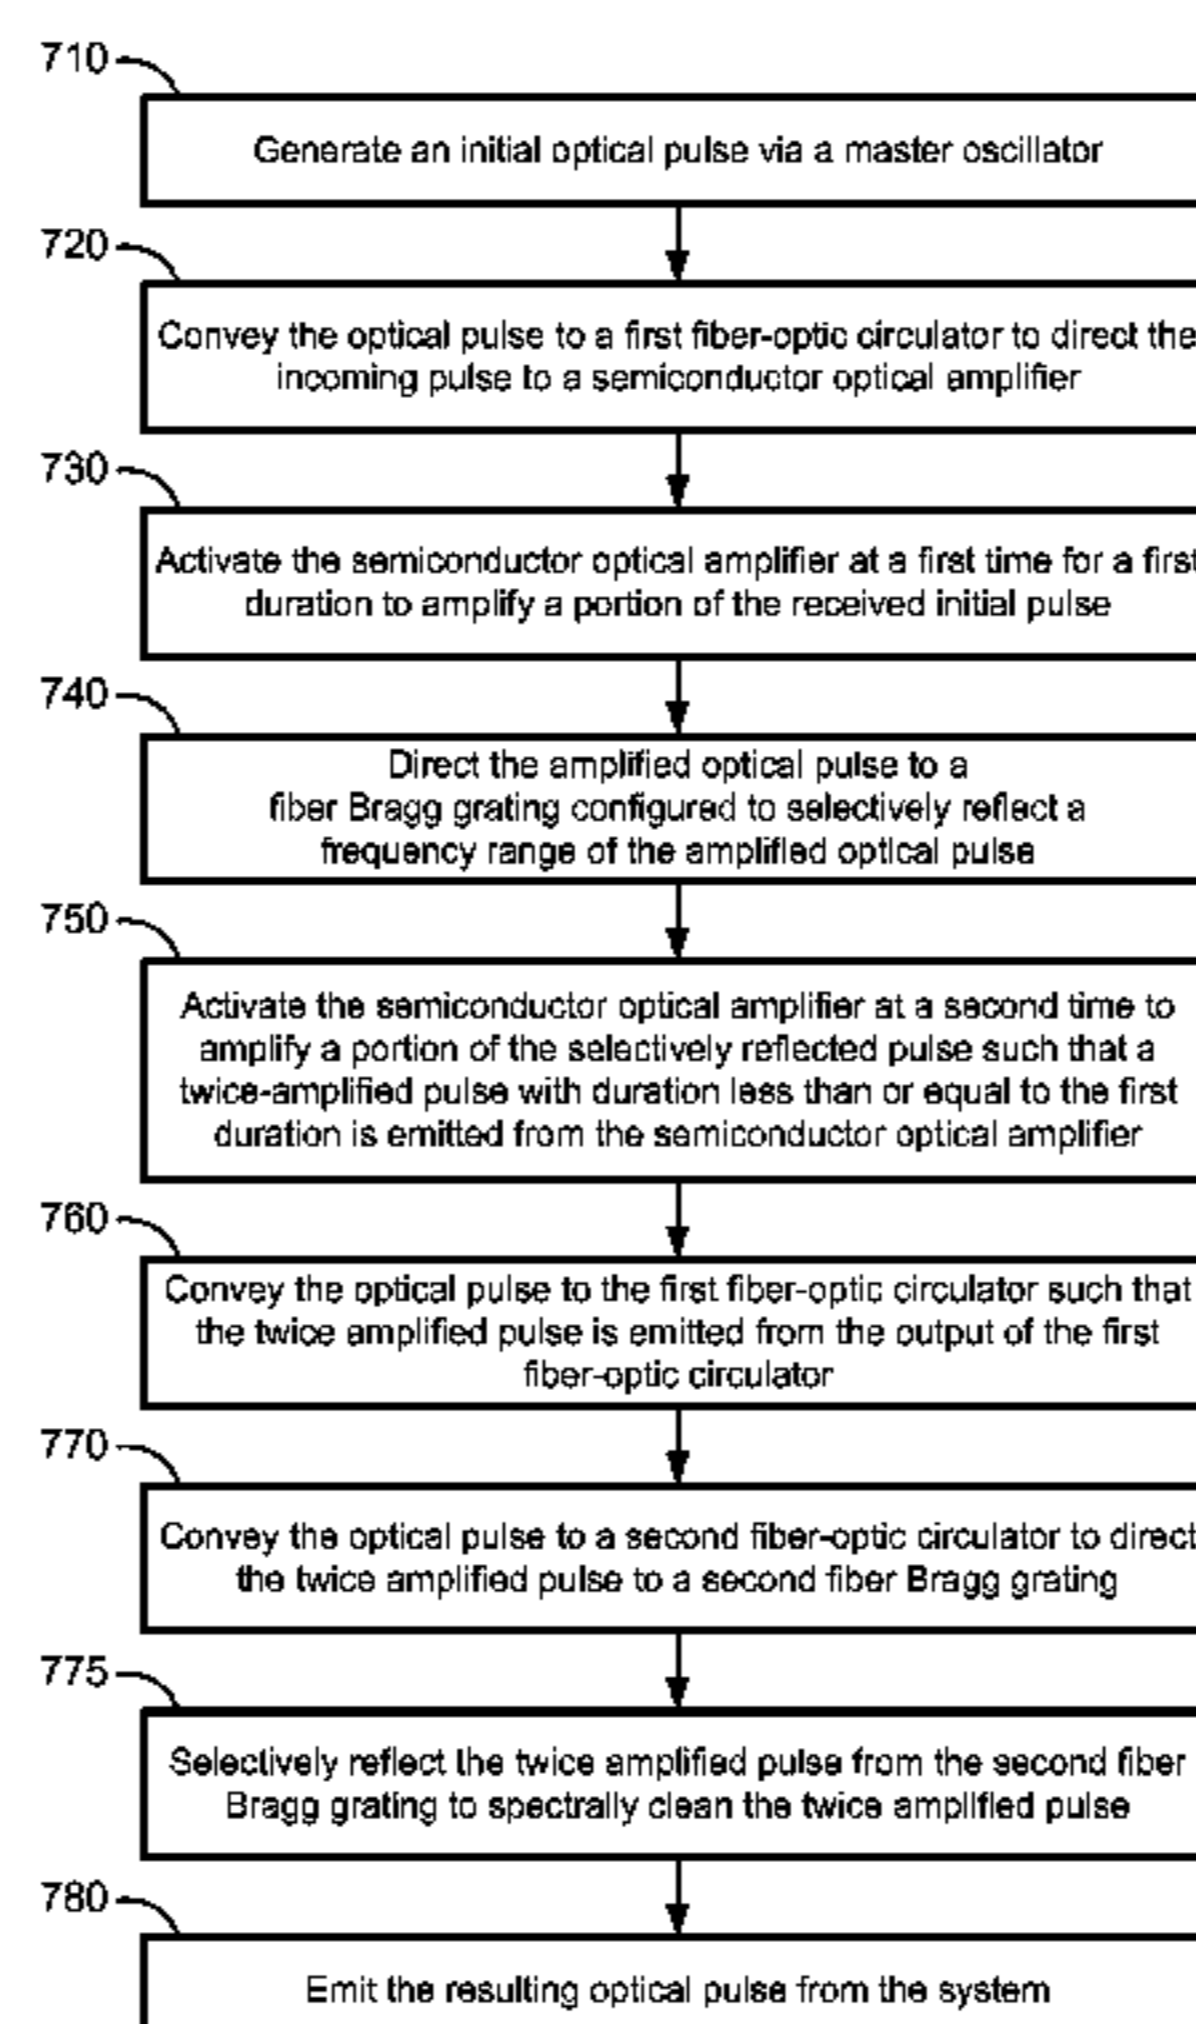 710
Generate an initial optical pulse via a master oscillator
720
Convey the optical pulse to a first fiber-optic circulator to direct the
incoming pulse to a semiconductor optical amplifier
730
Activate the semiconductor optical amplifier at a first time for a first
duration to amplify a portion of the received initial pulse
740
Direct the amplified optical pulse to a
fiber Bragg grating configured to selectively reflect a
frequency range of the amplified optical pulse
750
Activate the semiconductor optical amplifier at a second time to
amplify a portion of the selectively reflected pulse such that a
twice-amplified pulse with duration less than or equal to the first
duration is emitted from the semiconductor optical amplifier
760
Convey the optical pulse to the first fiber-optic circulator such that
the twice amplified pulse is emitted from the output of the first
fiber-optic circulator
770
Convey the optical pulse to a second fiber-optic circulator to direct
the twice amplified pulse to a second fiber Bragg grating
775
Selectively reflect the twice amplified pulse from the second fiber
Bragg grating to spectrally clean the twice amplified pulse
780
Emit the resulting optical pulse from the system